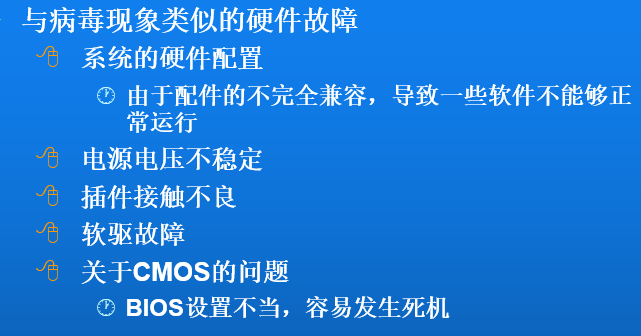 与病毒现象类似的硬件故障
系统的硬件配置
由于配件的不完全兼容，导致一些软件不能够正
常运行
电源电压不稳定
插件接触不良
软驱故障
关于CMOS的问题
BIOS设置不当，容易发生死机